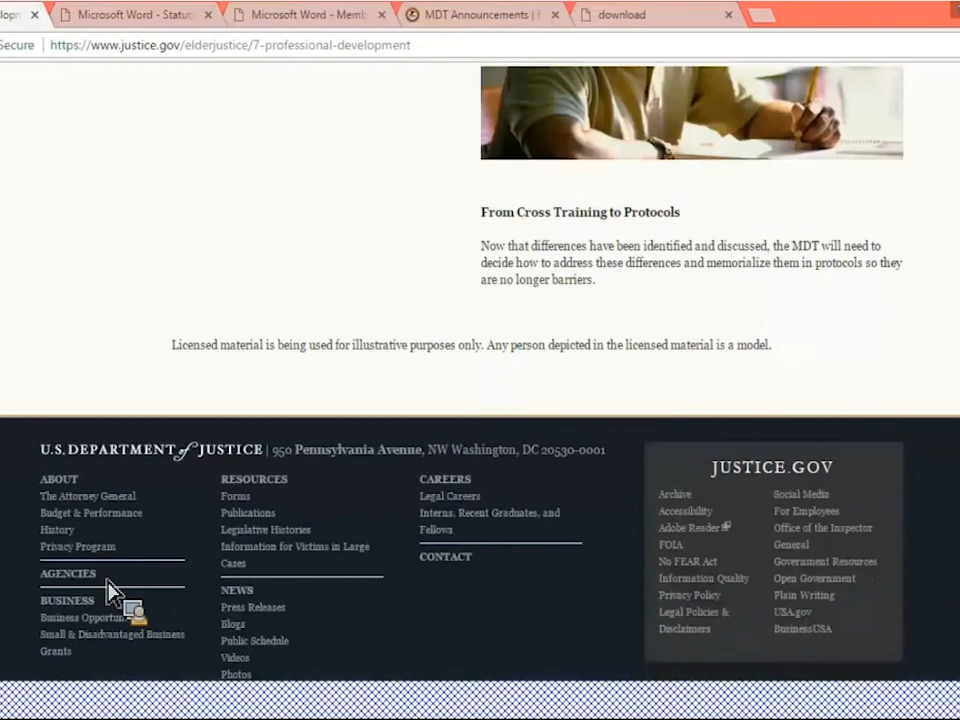 Microsoft Word - Statut
Microsoft Word - Memb
MDT Announcements |
download
Secure | https://www.justice.gov/elderjustice/7-professional-development
From Cross Training to Protocols
Now that differences have been identified and discussed, the MDT will need to
decide how to address these differences and memorialize them in protocols so they
are no longer barriers.
Licensed material is being used for illustrative purposes only. Any person depicted in the licensed material is a model.
U.S. DEPARTMENT of JUSTICE | 950 Pennsylvania Avenue, NW Washington, DC 20530-0001
ABOUT
The Attorney General
Budget & Performance
History
Privacy Program
AGENCIES
BUSINESS
Business Opportun
Small & Disadvantaged Business
Grants
RESOURCES
Forms
Publications
Legislative Histories
Information for Victims in Large
Cases
NEWS
Press Releases
Blogs
Public Schedule
Videos
Photos
CAREERS
Legal Careers
Interns, Recent Graduates, and
Fellows
CONTACT
JUSTICE.GOV
Archive
Accessibility
Adobe Reader
FOIA
No FEAR Act
Information Quality
Privacy Policy
Legal Policies &
Disclaimers
Social Media
For Employees
Office of the Inspector
General
Government Resources
Open Government
Plain Writing
USA.gov
BusinessUSA